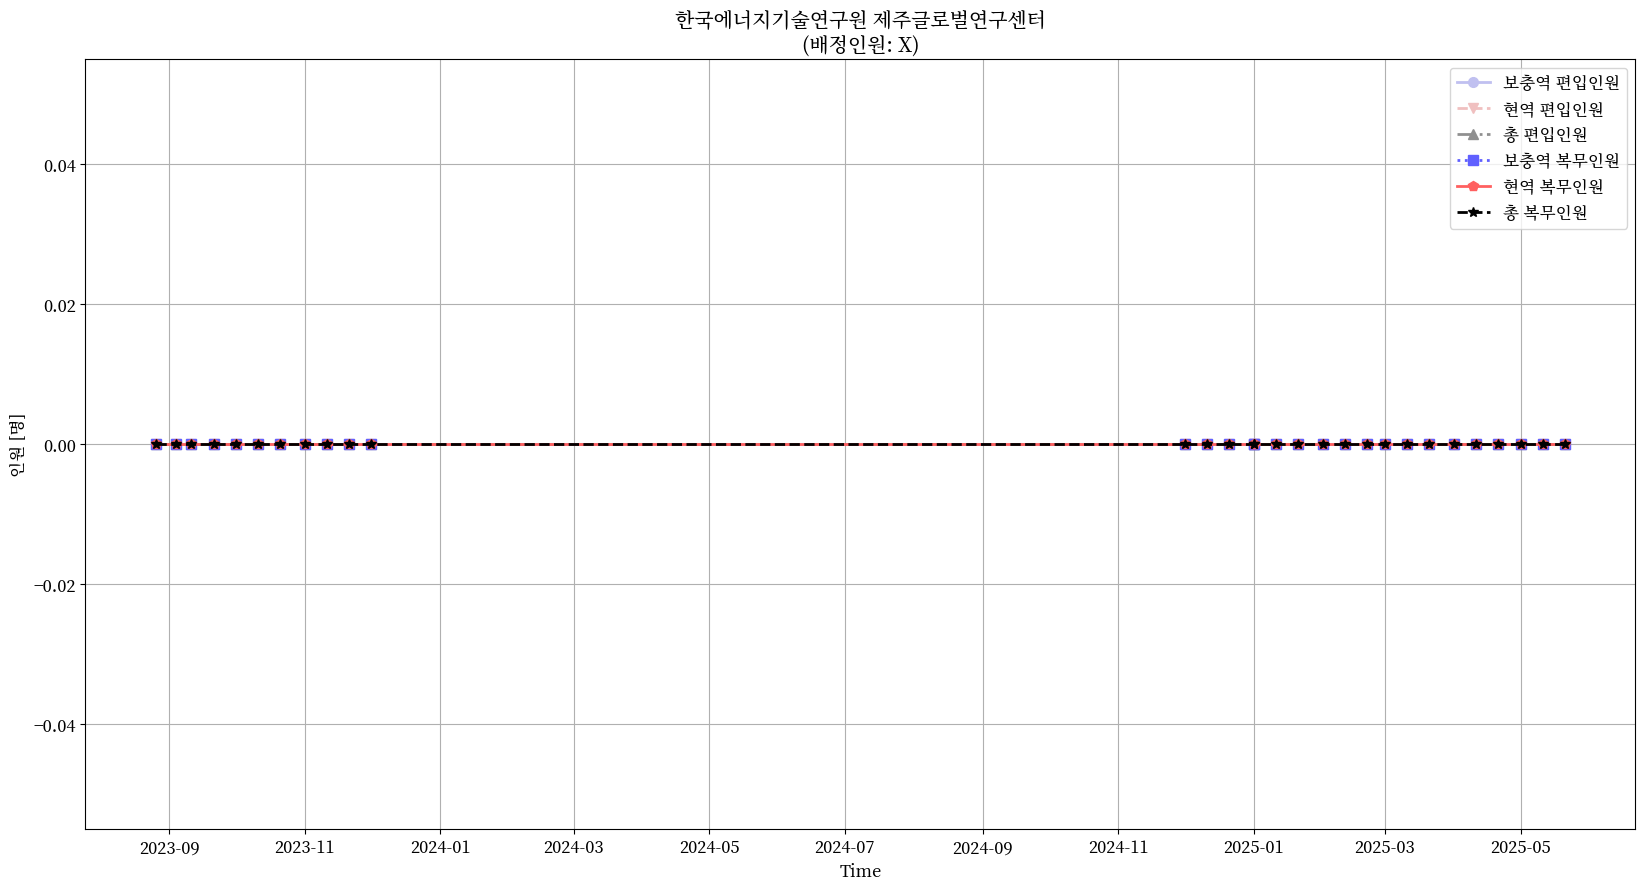 한국에너지기술연구원 제주글로벌연구센터
(배정인원: X)
보충역 편입인원
현역 편입인원
총 편입인원
보충역 복무인원
현역 복무인원
총 복무인원
인원 [명]
0.04
0.02
0.00
−0.02
−0.04
2023-09 2023-11 2024-01 2024-03 2024-05 2024-07 2024-09 2024-11 2025-01 2025-03 2025-05
Time